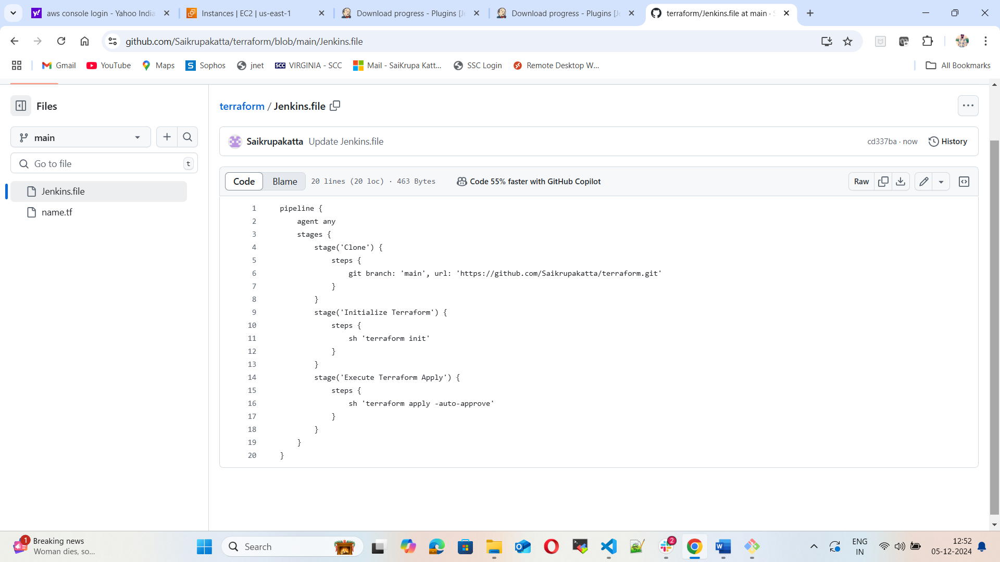 aws console login - Yahoo India
Instances | EC2 | us-east-1
Download progress - Plugins [Je
Download progress - Plugins [Je
terraform/Jenkins.file at main · S
github.com/Saikrupakatta/terraform/blob/main/Jenkins.file
Gmail
YouTube
Maps
Sophos
jnet
SCC VIRGINIA - SCC
Mail - SaiKrupa Katt...
SSC Login
Remote Desktop W...
All Bookmarks
Files
terraform / Jenkins.file
main
Saikrupakatta Update Jenkins.file
cd337ba · now
History
Go to file
t
Code
Blame
20 lines (20 loc) · 463 Bytes
Code 55% faster with GitHub Copilot
Raw
Jenkins.file
name.tf
1 pipeline {
2 agent any
3 stages {
4 stage('Clone') {
5 steps {
6 git branch: 'main', url: 'https://github.com/Saikrupakatta/terraform.git'
7 }
8 }
9 stage('Initialize Terraform') {
10 steps {
11 sh 'terraform init'
12 }
13 }
14 stage('Execute Terraform Apply') {
15 steps {
16 sh 'terraform apply -auto-approve'
17 }
18 }
19 }
20 }
1
Breaking news
Woman dies, so...
Search
2
ENG
IN
12:52
05-12-2024